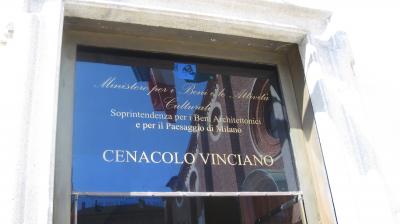 Ministero per i Beni e le Attività
Culturali
Soprintendenza per i Beni Architettonici
e per il Paesaggio di Milano
CENACOLO VINCIANO